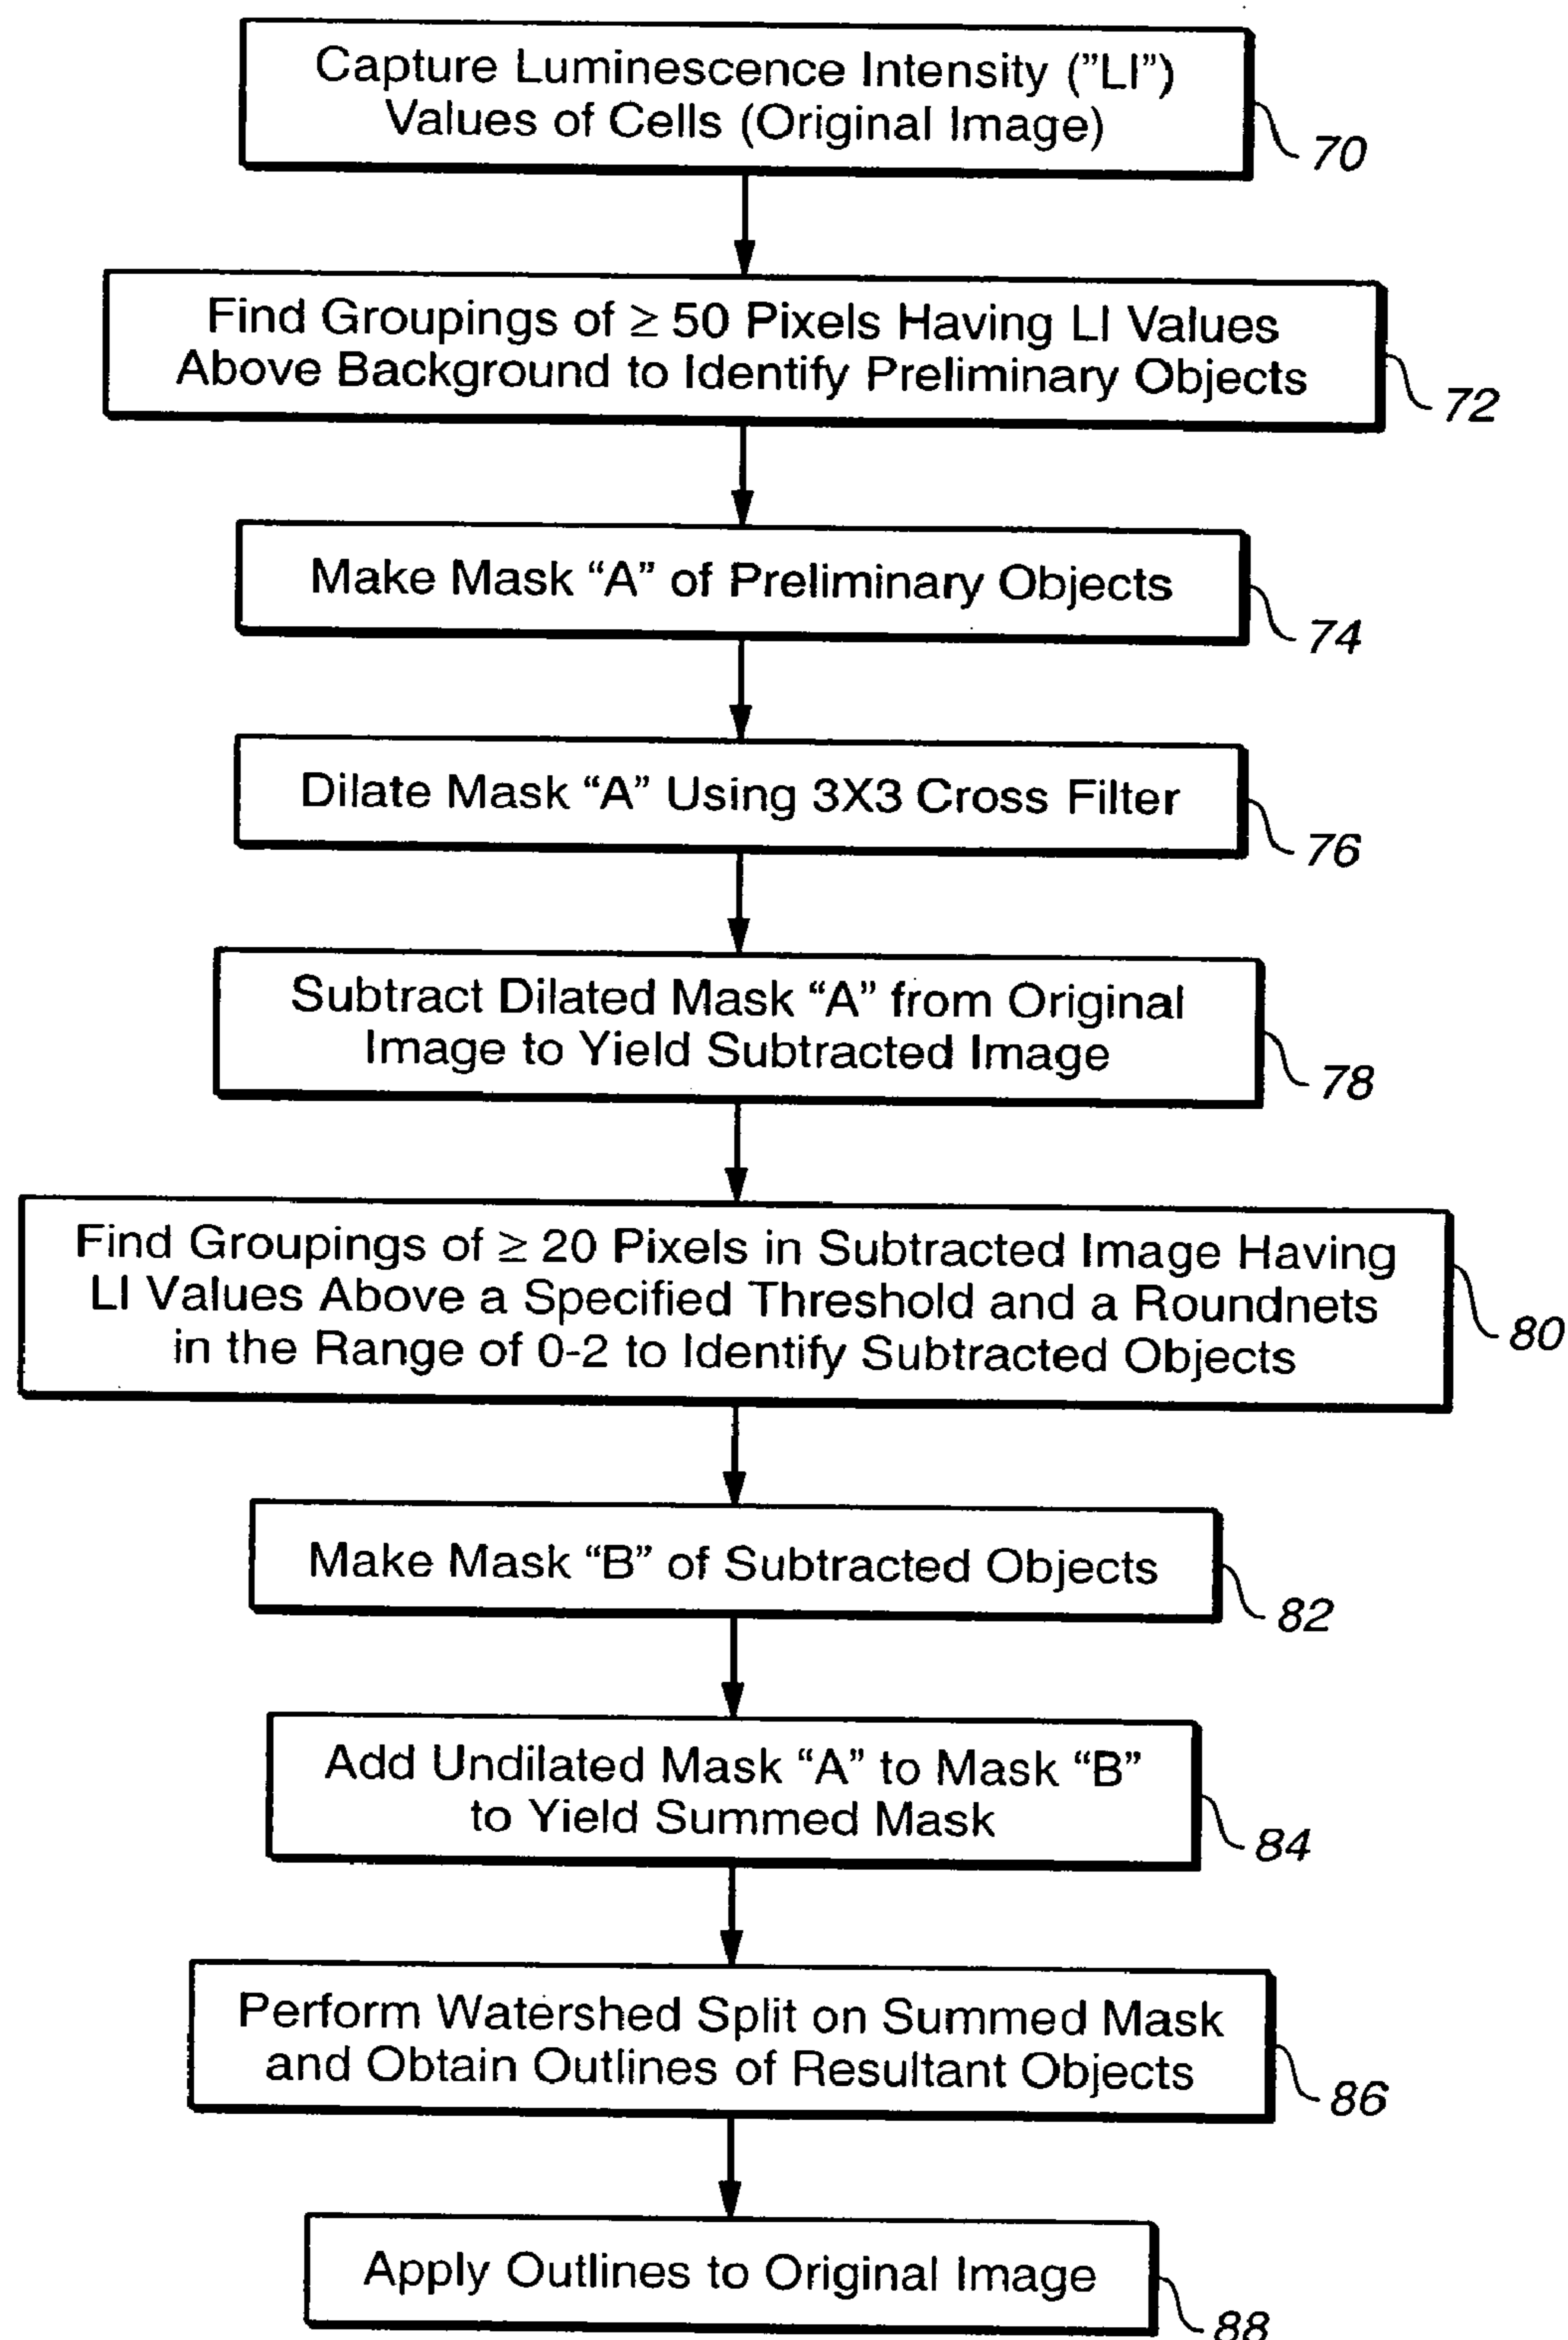 Capture Luminescence Intensity ("LI")
Values of Cells (Original Image)
70
Find Groupings of ≥ 50 Pixels Having LI Values
Above Background to Identify Preliminary Objects
72
Make Mask “A” of Preliminary Objects
74
Dilate Mask “A” Using 3X3 Cross Filter
76
Subtract Dilated Mask “A” from Original
Image to Yield Subtracted Image
78
Find Groupings of ≥ 20 Pixels in Subtracted Image Having
LI Values Above a Specified Threshold and a Roundnets
in the Range of 0-2 to Identify Subtracted Objects
80
Make Mask “B” of Subtracted Objects
82
Add Undilated Mask “A” to Mask “B”
to Yield Summed Mask
84
Perform Watershed Split on Summed Mask
and Obtain Outlines of Resultant Objects
86
Apply Outlines to Original Image
88